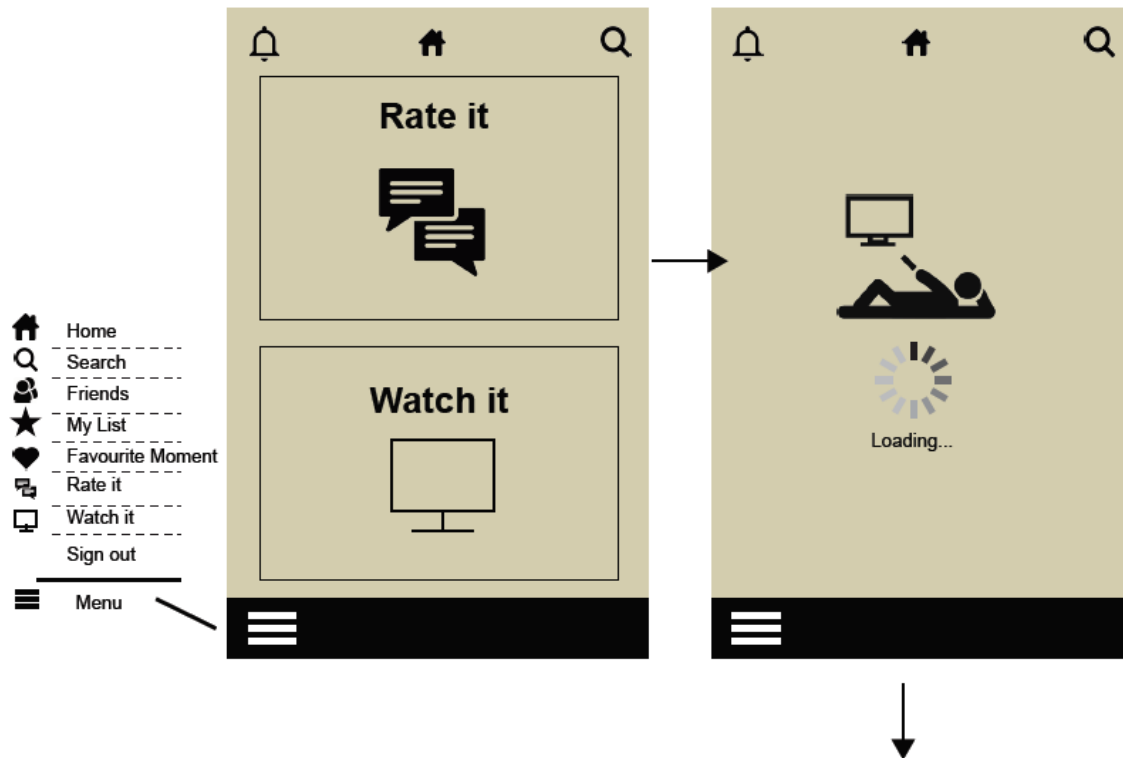 Rate it
Watch it
Loading...
Home
Search
Friends
My List
Favourite Moment
Rate it
Watch it
Sign out
Menu